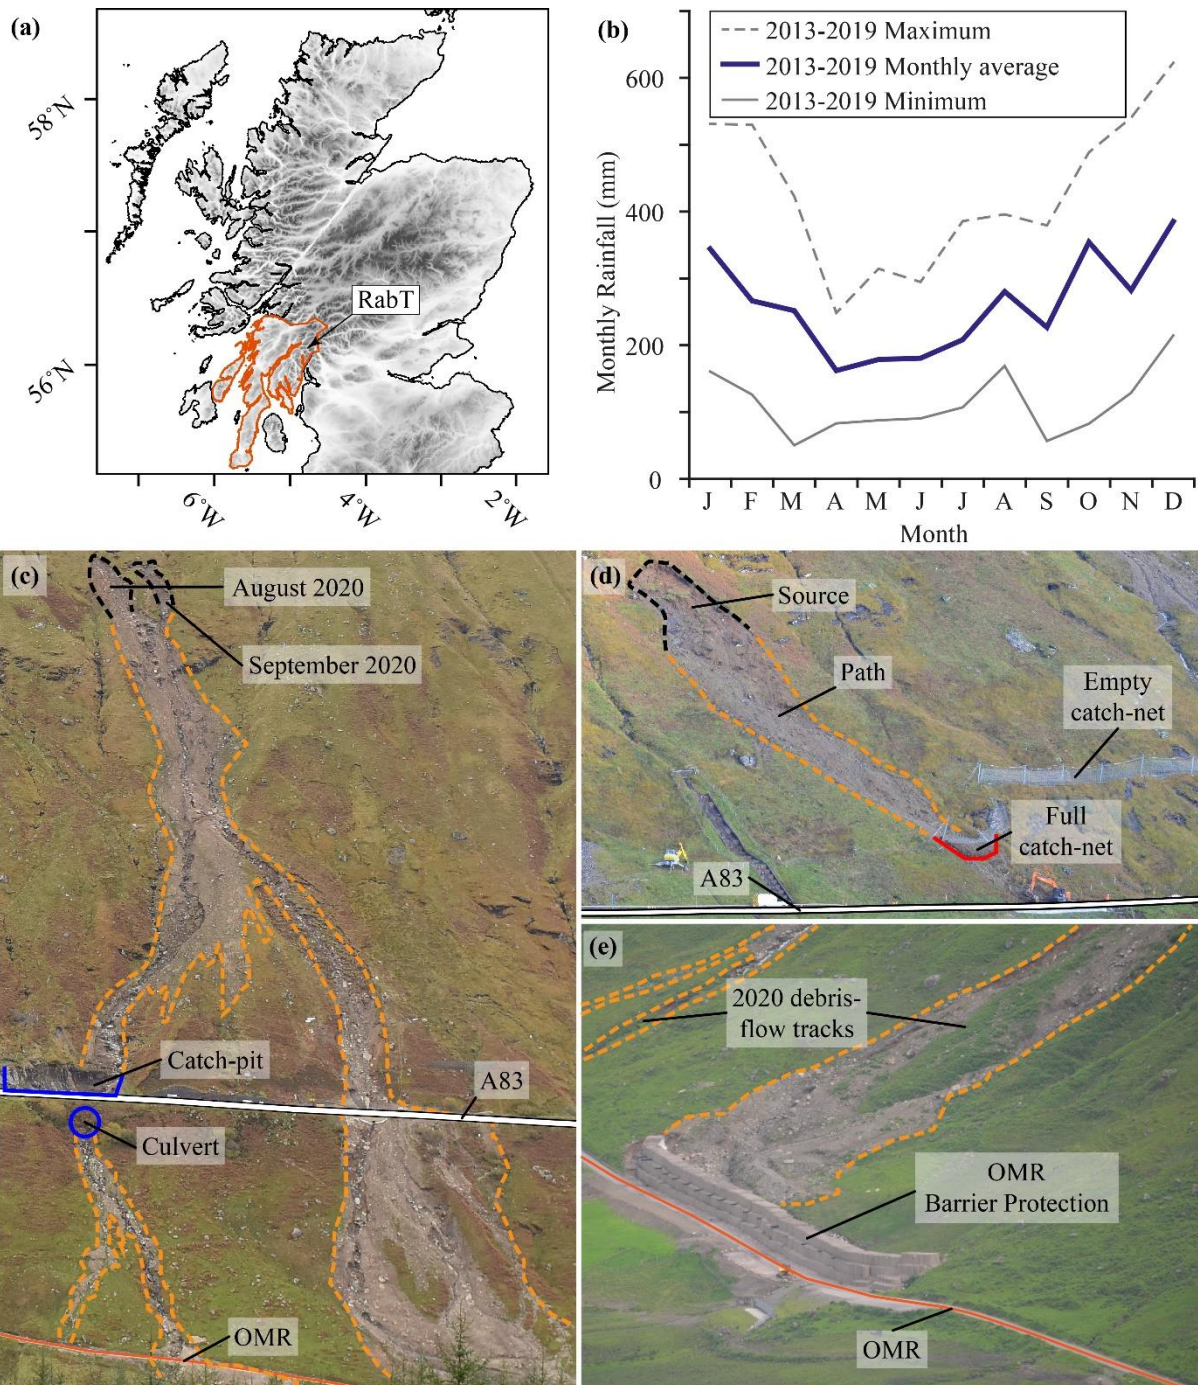 (a)
58°N
56°N
RabT
6°W
4°W
2°W
(b)
2013-2019 Maximum
2013-2019 Monthly average
2013-2019 Minimum
Monthly Rainfall (mm)
600
400
200
0
J F M A M J J A S O N D
Month
(c)
August 2020
September 2020
Catch-pit
A83
Culvert
OMR
(d)
Source
Path
Empty
catch-net
Full
catch-net
A83
(e)
2020 debris-
flow tracks
OMR
Barrier Protection
OMR